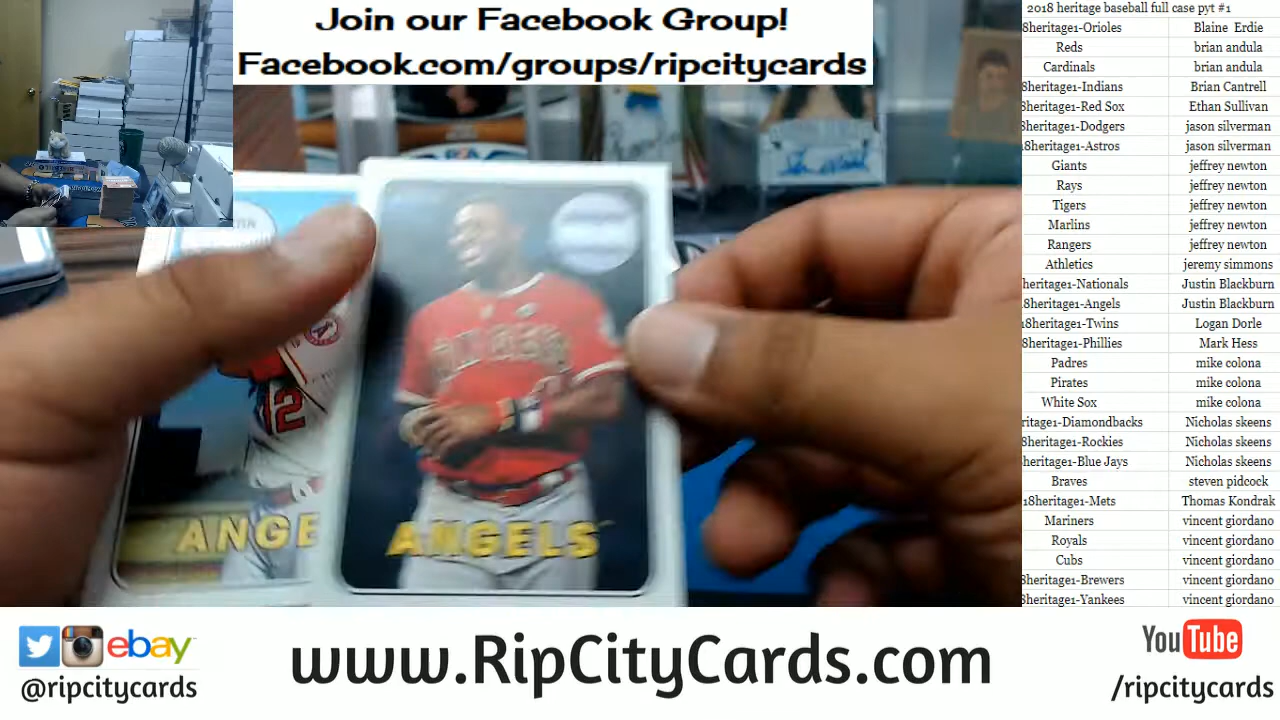 Join our Facebook Group!
Facebook.com/groups/ripcitycards
2018 heritage baseball full case pyt #1
8heritage1-Orioles Blaine Erdie
Reds brian andula
Cardinals brian andula
8heritage1-Indians Brian Cantrell
8heritage1-Red Sox Ethan Sullivan
8heritage1-Dodgers jason silverman
18heritage1-Astros jason silverman
Giants jeffrey newton
Rays jeffrey newton
Tigers jeffrey newton
Marlins jeffrey newton
Rangers jeffrey newton
Athletics jeremy simmons
heritage1-Nationals Justin Blackburn
8heritage1-Angels Justin Blackburn
18heritage1-Twins Logan Dorle
8heritage1-Phillies Mark Hess
Padres mike colona
Pirates mike colona
White Sox mike colona
ritage1-Diamondbacks Nicholas skeens
8heritage1-Rockies Nicholas skeens
8heritage1-Blue Jays Nicholas skeens
Braves steven pidcock
18heritage1-Mets Thomas Kondrak
Mariners vincent giordano
Royals vincent giordano
Cubs vincent giordano
8heritage1-Brewers vincent giordano
8heritage1-Yankees vincent giordano
2
ANGE
ANGELS
ebay
@ripcitycards
www.RipCityCards.com
YouTube
/ripcitycards